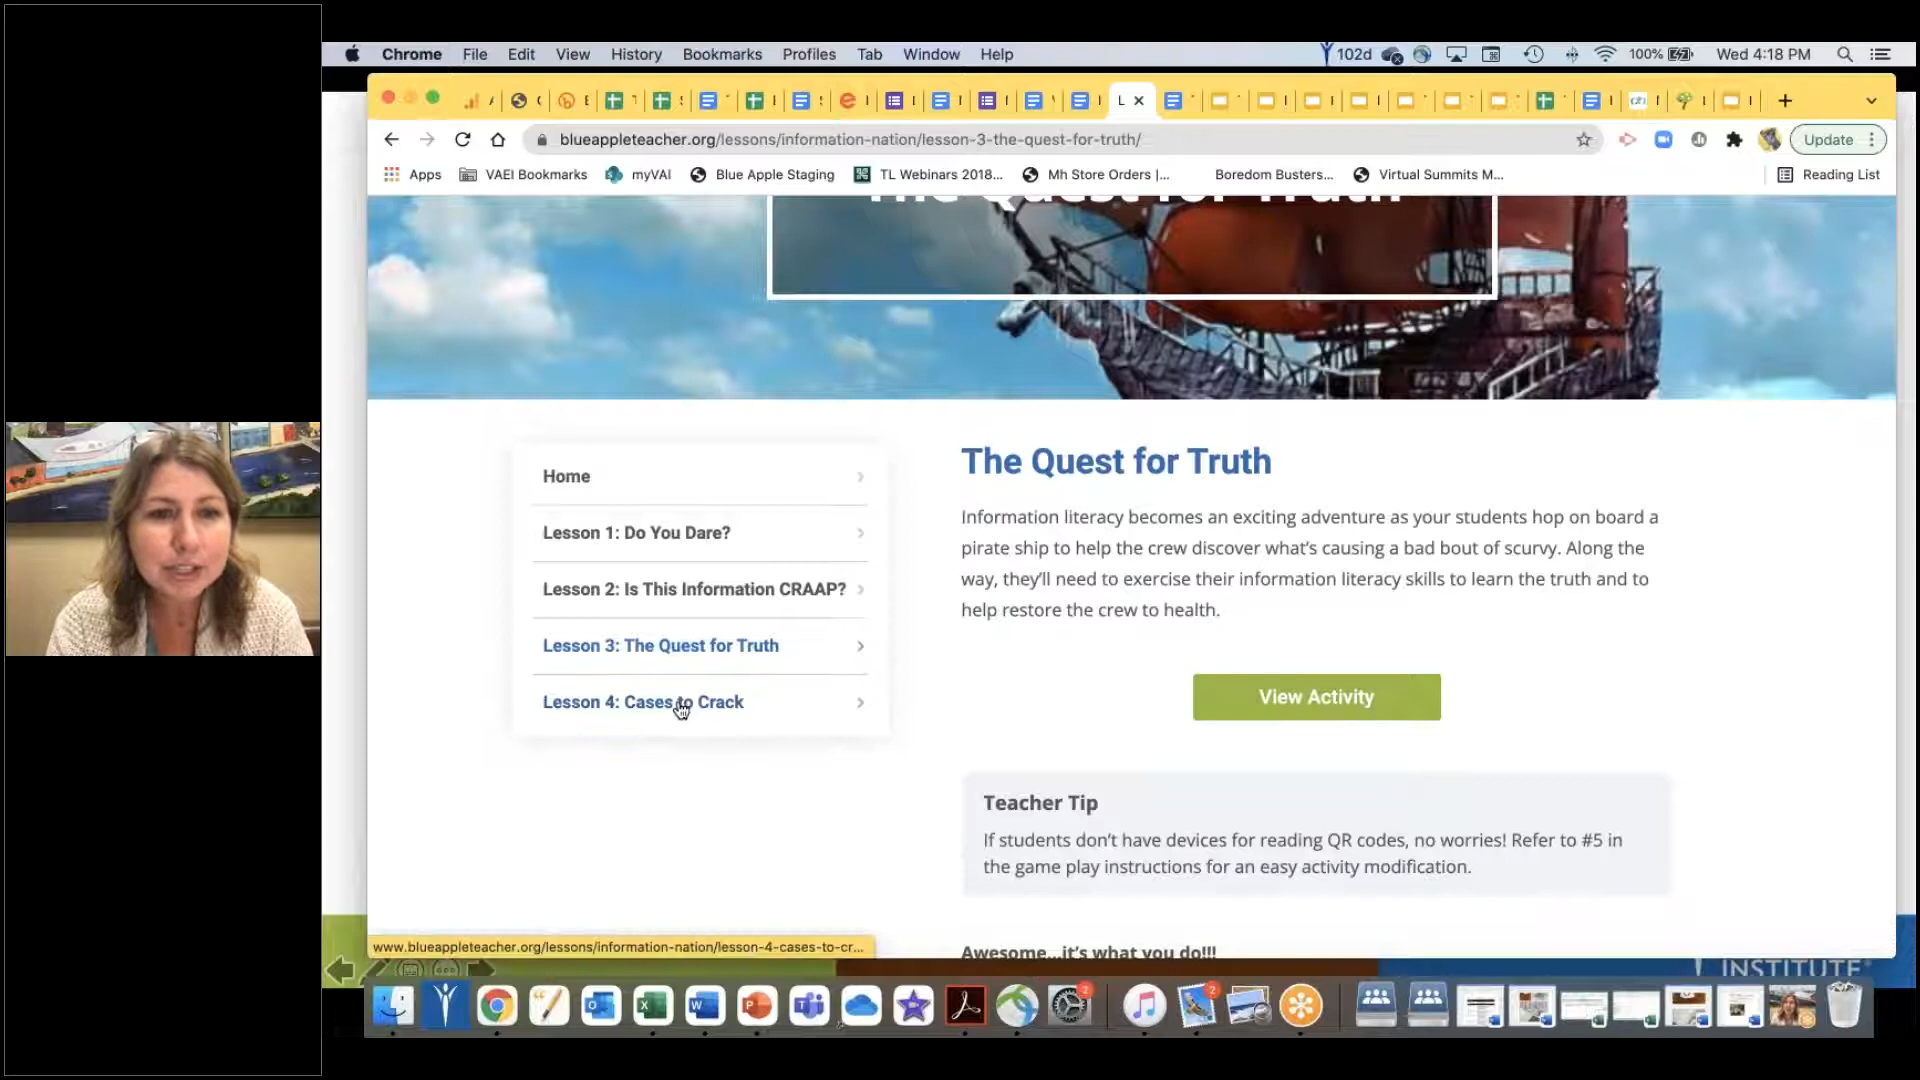 Chrome File Edit View History Bookmarks Profiles Tab Window Help 102d 100% Wed 4:18 PM
blueappleteacher.org/lessons/information-nation/lesson-3-the-quest-for-truth/ Update
Apps VAEI Bookmarks myVAI Blue Apple Staging TL Webinars 2018... Mh Store Orders |... Boredom Busters... Virtual Summits M... Reading List
The Quest for Truth
Home
Lesson 1: Do You Dare?
Lesson 2: Is This Information CRAAP?
Lesson 3: The Quest for Truth
Lesson 4: Cases to Crack
The Quest for Truth
Information literacy becomes an exciting adventure as your students hop on board a
pirate ship to help the crew discover what's causing a bad bout of scurvy. Along the
way, they'll need to exercise their information literacy skills to learn the truth and to
help restore the crew to health.
View Activity
Teacher Tip
If students don't have devices for reading QR codes, no worries! Refer to #5 in
the game play instructions for an easy activity modification.
Awesome...it's what you do!!!
www.blueappleteacher.org/lessons/information-nation/lesson-4-cases-to-cr...
INSTITUTE